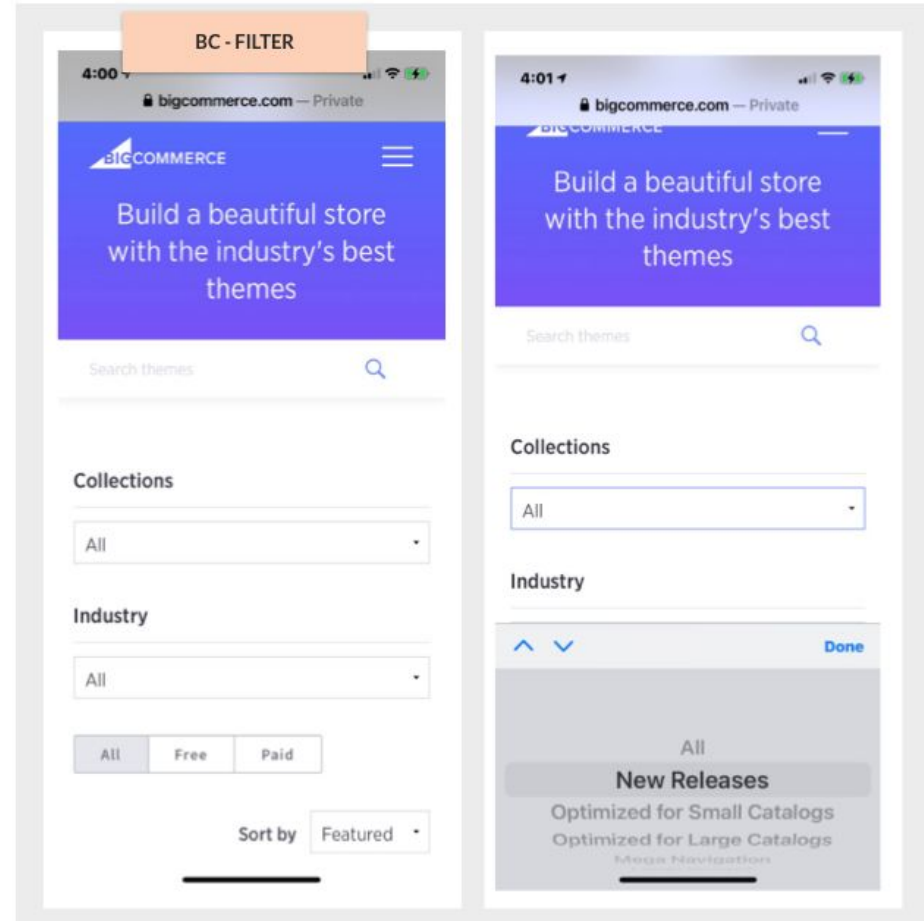 BC - FILTER
4:00
bigcommerce.com — Private
BIGCOMMERCE
Build a beautiful store
with the industry's best
themes
Search themes
Collections
All
Industry
All
All Free Paid
Sort by Featured
4:01
bigcommerce.com — Private
BIGCOMMERCE
Build a beautiful store
with the industry's best
themes
Search themes
Collections
All
Industry
Done
All
New Releases
Optimized for Small Catalogs
Optimized for Large Catalogs
Mega Navigation